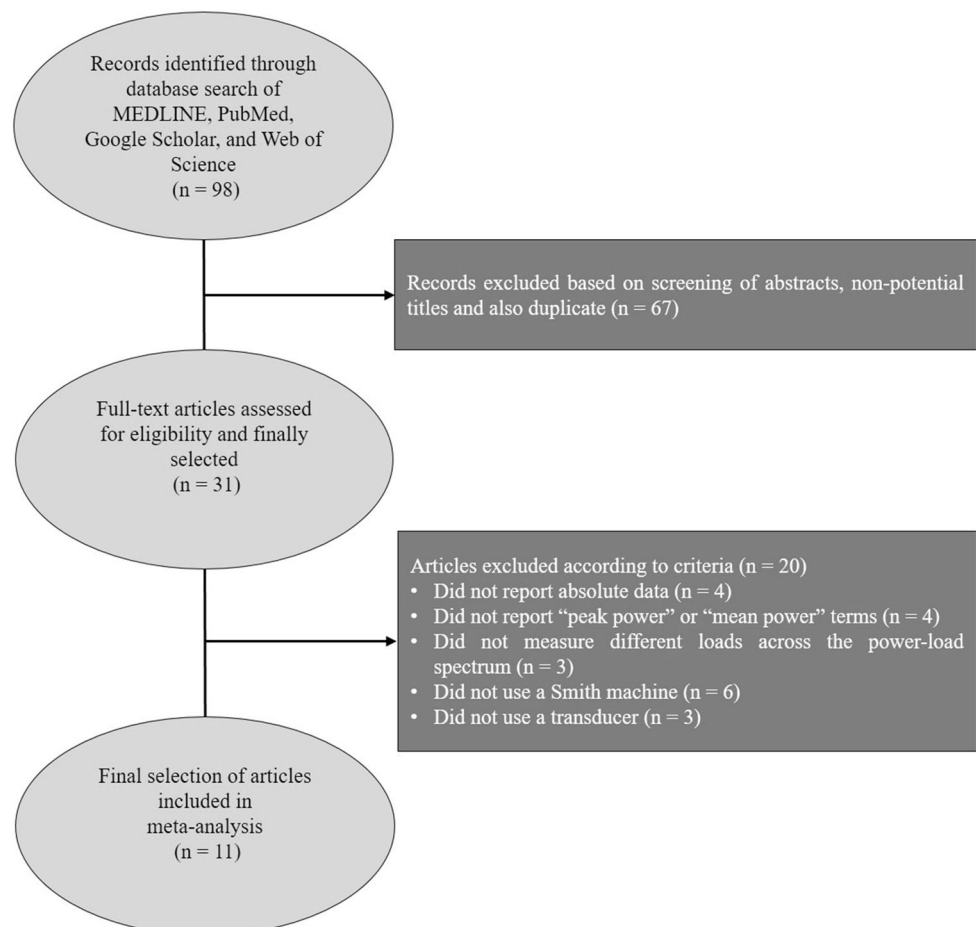 Records identified through
database search of
MEDLINE, PubMed,
Google Scholar, and Web of
Science
(n = 98)
Records excluded based on screening of abstracts, non-potential
titles and also duplicate (n = 67)
Full-text articles assessed
for eligibility and finally
selected
(n = 31)
Articles excluded according to criteria (n = 20)
• Did not report absolute data (n = 4)
• Did not report “peak power” or “mean power” terms (n = 4)
• Did not measure different loads across the power-load
spectrum (n = 3)
• Did not use a Smith machine (n = 6)
• Did not use a transducer (n = 3)
Final selection of articles
included in
meta-analysis
(n = 11)